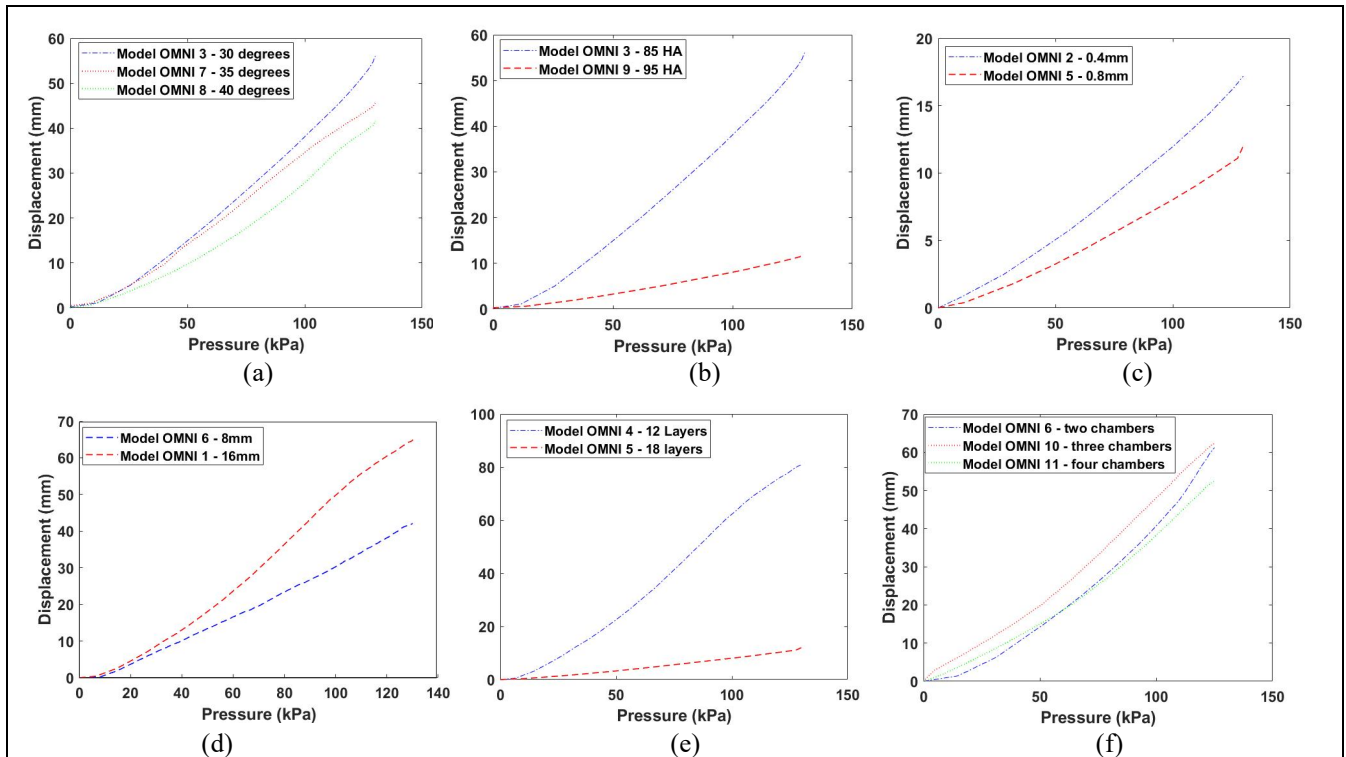 60
50
40
30
20
10
0
Displacement (mm)
Model OMNI 3 - 30 degrees
Model OMNI 7 - 35 degrees
Model OMNI 8 - 40 degrees
0 50 100 150
Pressure (kPa)
(a)
60
50
40
30
20
10
0
Displacement (mm)
Model OMNI 3 - 85 HA
Model OMNI 9 - 95 HA
0 50 100 150
Pressure (kPa)
(b)
20
15
10
5
0
Displacement (mm)
Model OMNI 2 - 0.4mm
Model OMNI 5 - 0.8mm
0 50 100 150
Pressure (kPa)
(c)
70
60
50
40
30
20
10
0
Displacement (mm)
Model OMNI 6 - 8mm
Model OMNI 1 - 16mm
0 20 40 60 80 100 120 140
Pressure (kPa)
(d)
100
80
60
40
20
0
Displacement (mm)
Model OMNI 4 - 12 Layers
Model OMNI 5 - 18 layers
0 50 100 150
Pressure (kPa)
(e)
70
60
50
40
30
20
10
0
Displacement (mm)
Model OMNI 6 - two chambers
Model OMNI 10 - three chambers
Model OMNI 11 - four chambers
0 50 100 150
Pressure (kPa)
(f)